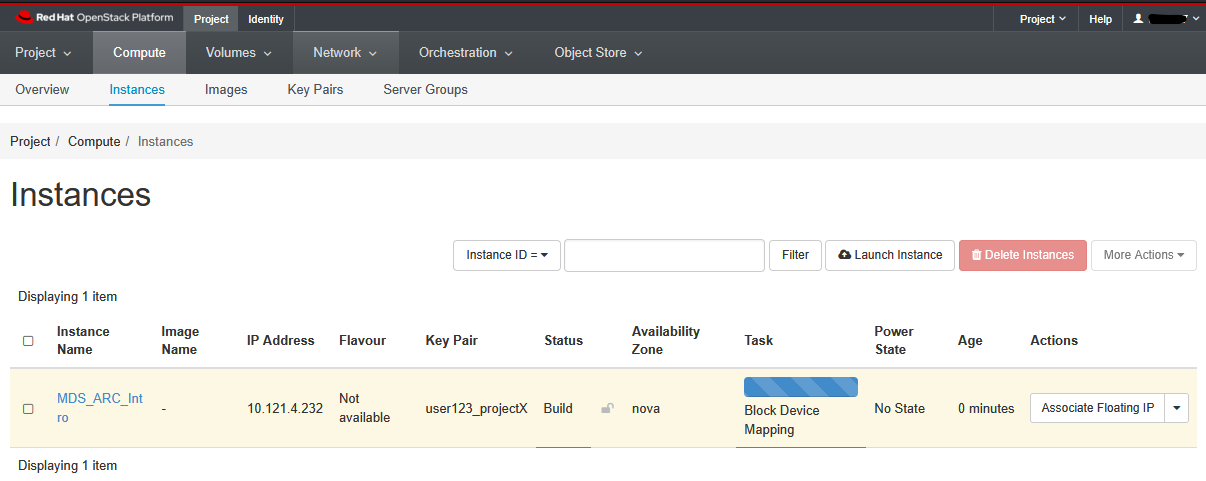 Red Hat OpenStack Platform Project Identity Project Help
Project Compute Volumes Network Orchestration Object Store
Overview Instances Images Key Pairs Server Groups
Project / Compute / Instances
Instances
Instance ID = Filter Launch Instance Delete Instances More Actions
Displaying 1 item
Instance Name Image Name IP Address Flavour Key Pair Status Availability Zone Task Power State Age Actions
MDS_ARC_Intro - 10.121.4.232 Not available user123_projectX Build nova Block Device Mapping No State 0 minutes Associate Floating IP
Displaying 1 item